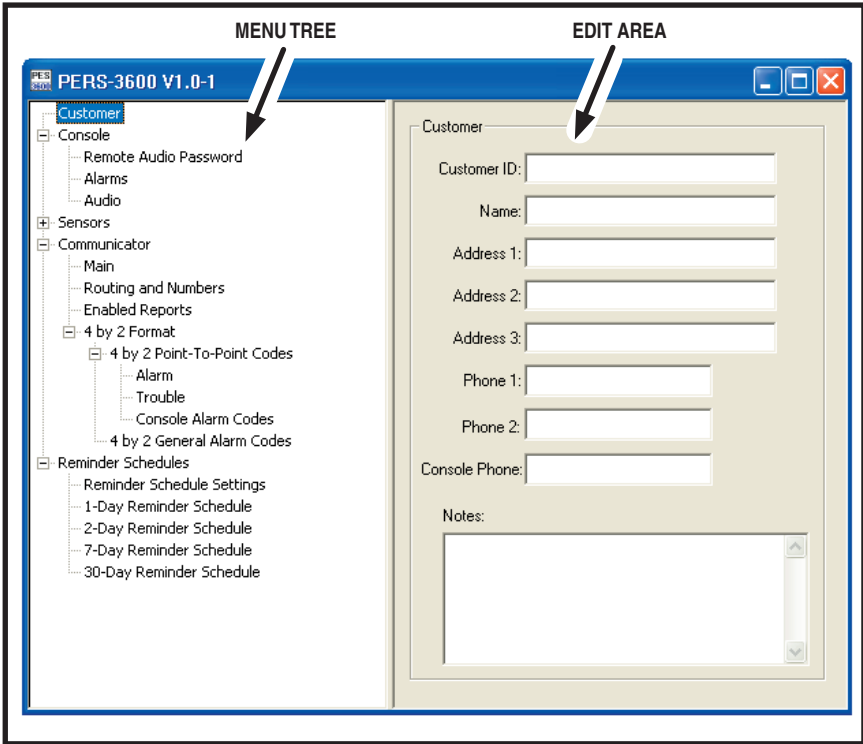 MENU TREE
EDIT AREA
PES
3600
PERS-3600 V1.0-1
Customer
Console
Remote Audio Password
Alarms
Audio
Sensors
Communicator
Main
Routing and Numbers
Enabled Reports
4 by 2 Format
4 by 2 Point-To-Point Codes
Alarm
Trouble
Console Alarm Codes
4 by 2 General Alarm Codes
Reminder Schedules
Reminder Schedule Settings
1-Day Reminder Schedule
2-Day Reminder Schedule
7-Day Reminder Schedule
30-Day Reminder Schedule
Customer
Customer ID:
Name:
Address 1:
Address 2:
Address 3:
Phone 1:
Phone 2:
Console Phone:
Notes: